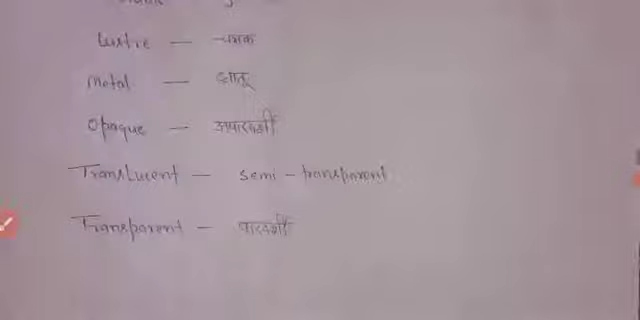 Lustre — चमक
Metal — धातू
Opaque — अपारदर्शी
Translucent — semi-transparent
Transparent — पारदर्शी